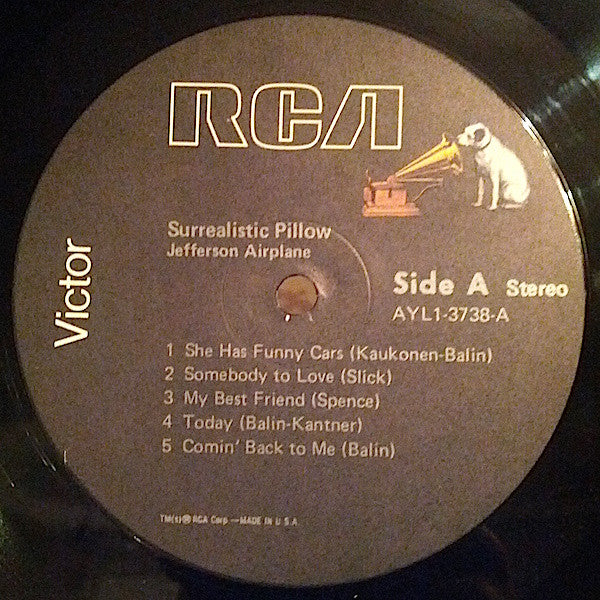 RCA
Victor
Surrealistic Pillow
Jefferson Airplane
Side A Stereo
AYL1-3738-A
1 She Has Funny Cars (Kaukonen-Balin)
2 Somebody to Love (Slick)
3 My Best Friend (Spence)
4 Today (Balin-Kantner)
5 Comin' Back to Me (Balin)
TM(s)® RCA Corp —MADE IN U S A